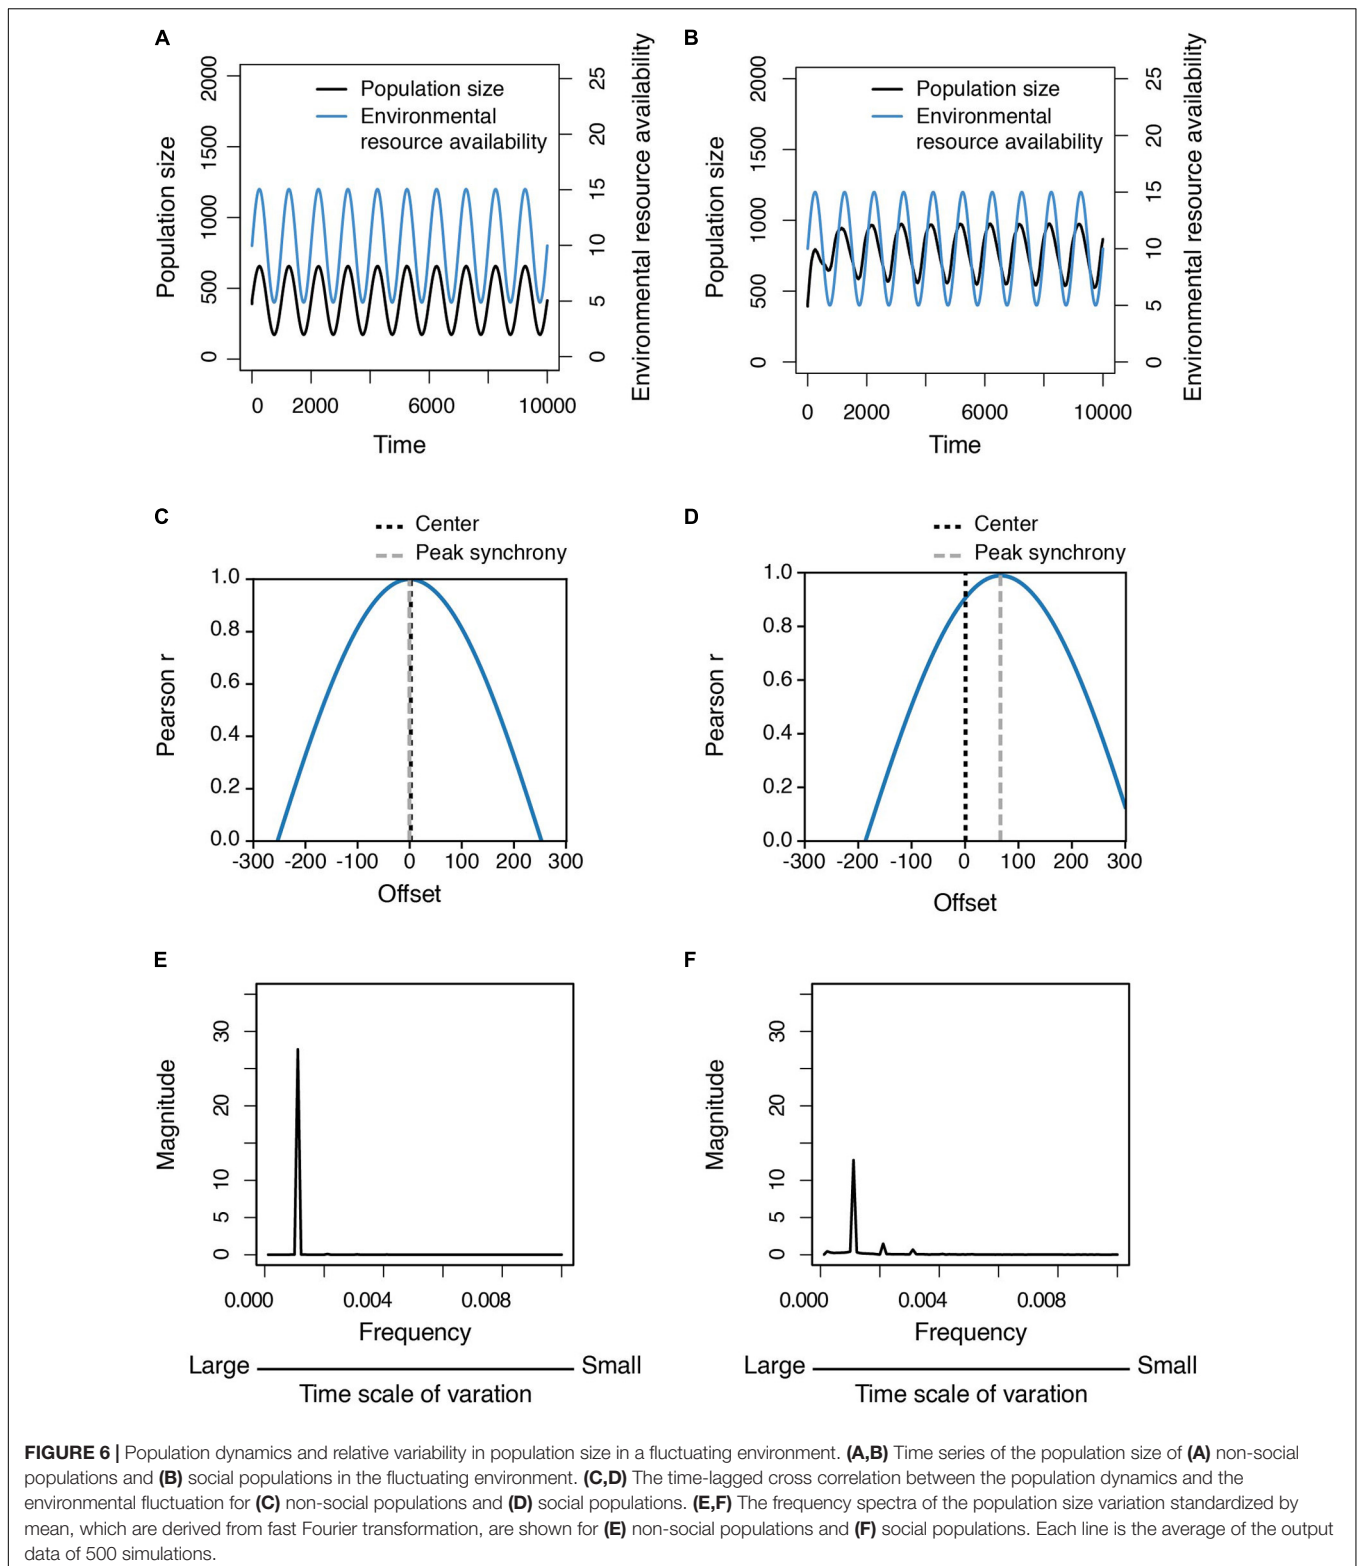 A
2000
1500
1000
500
0
Population size
Population size
Environmental
resource availability
25
20
15
10
5
0
Environmental resource availability
0 2000 6000 10000
Time
B
2000
1500
1000
500
0
Population size
Population size
Environmental
resource availability
25
20
15
10
5
0
Environmental resource availability
0 2000 6000 10000
Time
C
Center
Peak synchrony
1.0
0.8
0.6
0.4
0.2
0.0
Pearson r
-300 -200 -100 0 100 200 300
Offset
D
Center
Peak synchrony
1.0
0.8
0.6
0.4
0.2
0.0
Pearson r
-300 -200 -100 0 100 200 300
Offset
E
30
20
10
5
0
Magnitude
0.000 0.004 0.008
Frequency
Large Small
Time scale of varation
F
30
20
10
5
0
Magnitude
0.000 0.004 0.008
Frequency
Large Small
Time scale of varation
FIGURE 6 | Population dynamics and relative variability in population size in a fluctuating environment. (A,B) Time series of the population size of (A) non-social
populations and (B) social populations in the fluctuating environment. (C,D) The time-lagged cross correlation between the population dynamics and the
environmental fluctuation for (C) non-social populations and (D) social populations. (E,F) The frequency spectra of the population size variation standardized by
mean, which are derived from fast Fourier transformation, are shown for (E) non-social populations and (F) social populations. Each line is the average of the output
data of 500 simulations.